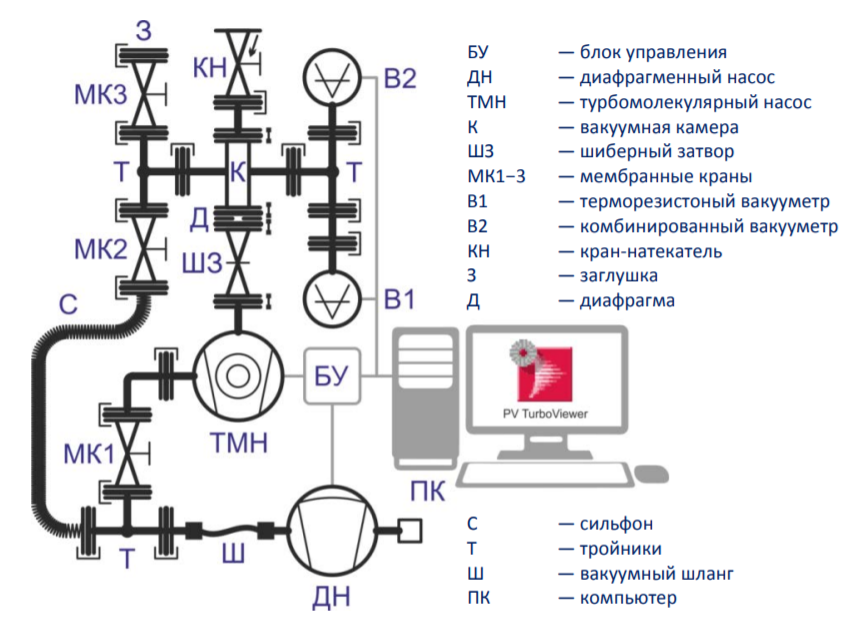 З
КН
МК3
В2
Т
К
Т
Д
МК2
ШЗ
С
В1
БУ
ТМН
МК1
ПК
Т
Ш
ДН
PV TurboViewer
БУ — блок управления
ДН — диафрагменный насос
ТМН — турбомолекулярный насос
К — вакуумная камера
ШЗ — шиберный затвор
МК1−3 — мембранные краны
В1 — терморезистоный вакууметр
В2 — комбинированный вакууметр
КН — кран-натекатель
З — заглушка
Д — диафрагма
С — сильфон
Т — тройники
Ш — вакуумный шланг
ПК — компьютер